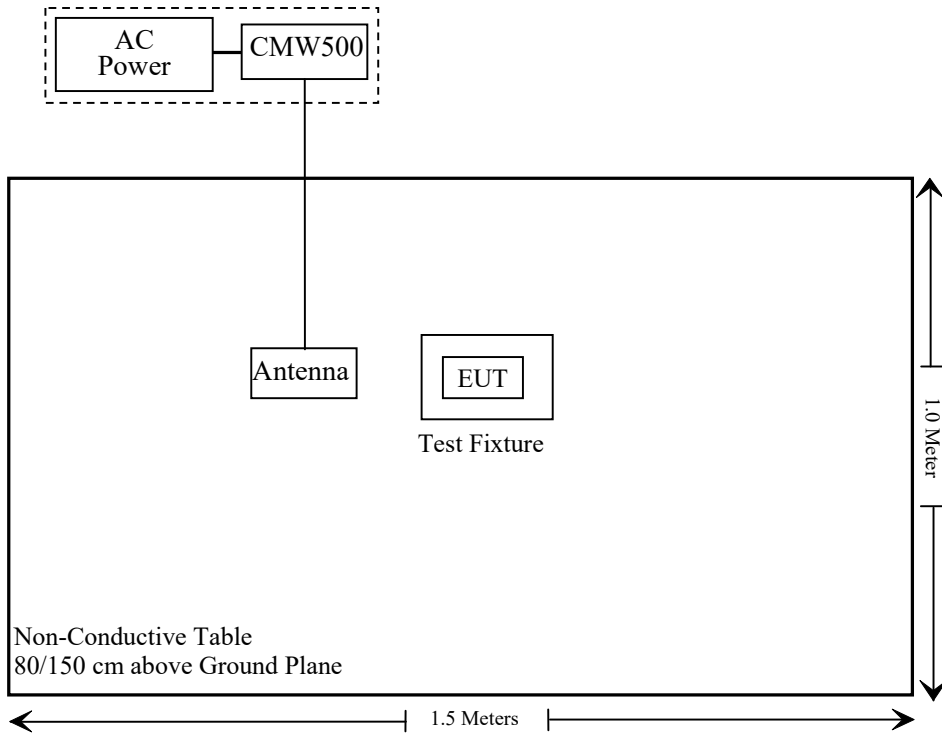 AC
Power
CMW500
Antenna
EUT
Test Fixture
1.0 Meter
Non-Conductive Table
80/150 cm above Ground Plane
1.5 Meters